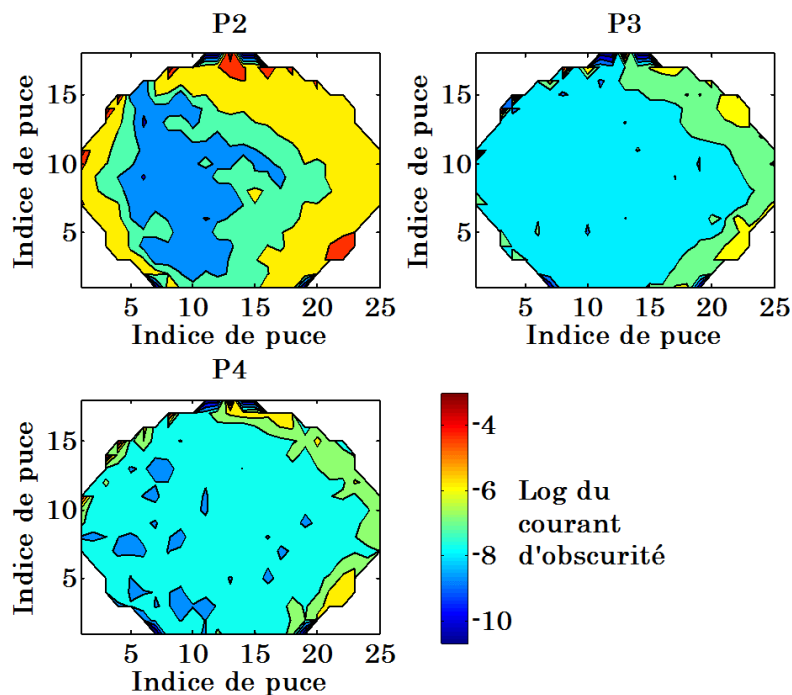 P2
P3
15
10
5
Indice de puce
5 10 15 20 25
Indice de puce
15
10
5
Indice de puce
5 10 15 20 25
Indice de puce
P4
15
10
5
Indice de puce
5 10 15 20 25
Indice de puce
-4
-6
-8
-10
Log du
courant
d'obscurité